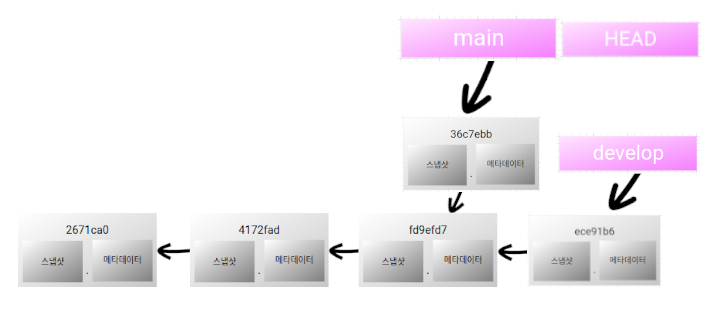 main
HEAD
36c7ebb
스냅샷
.
메타데이터
develop
2671ca0
스냅샷
.
메타데이터
4172fad
스냅샷
.
메타데이터
fd9efd7
스냅샷
.
메타데이터
ece91b6
스냅샷
.
메타데이터